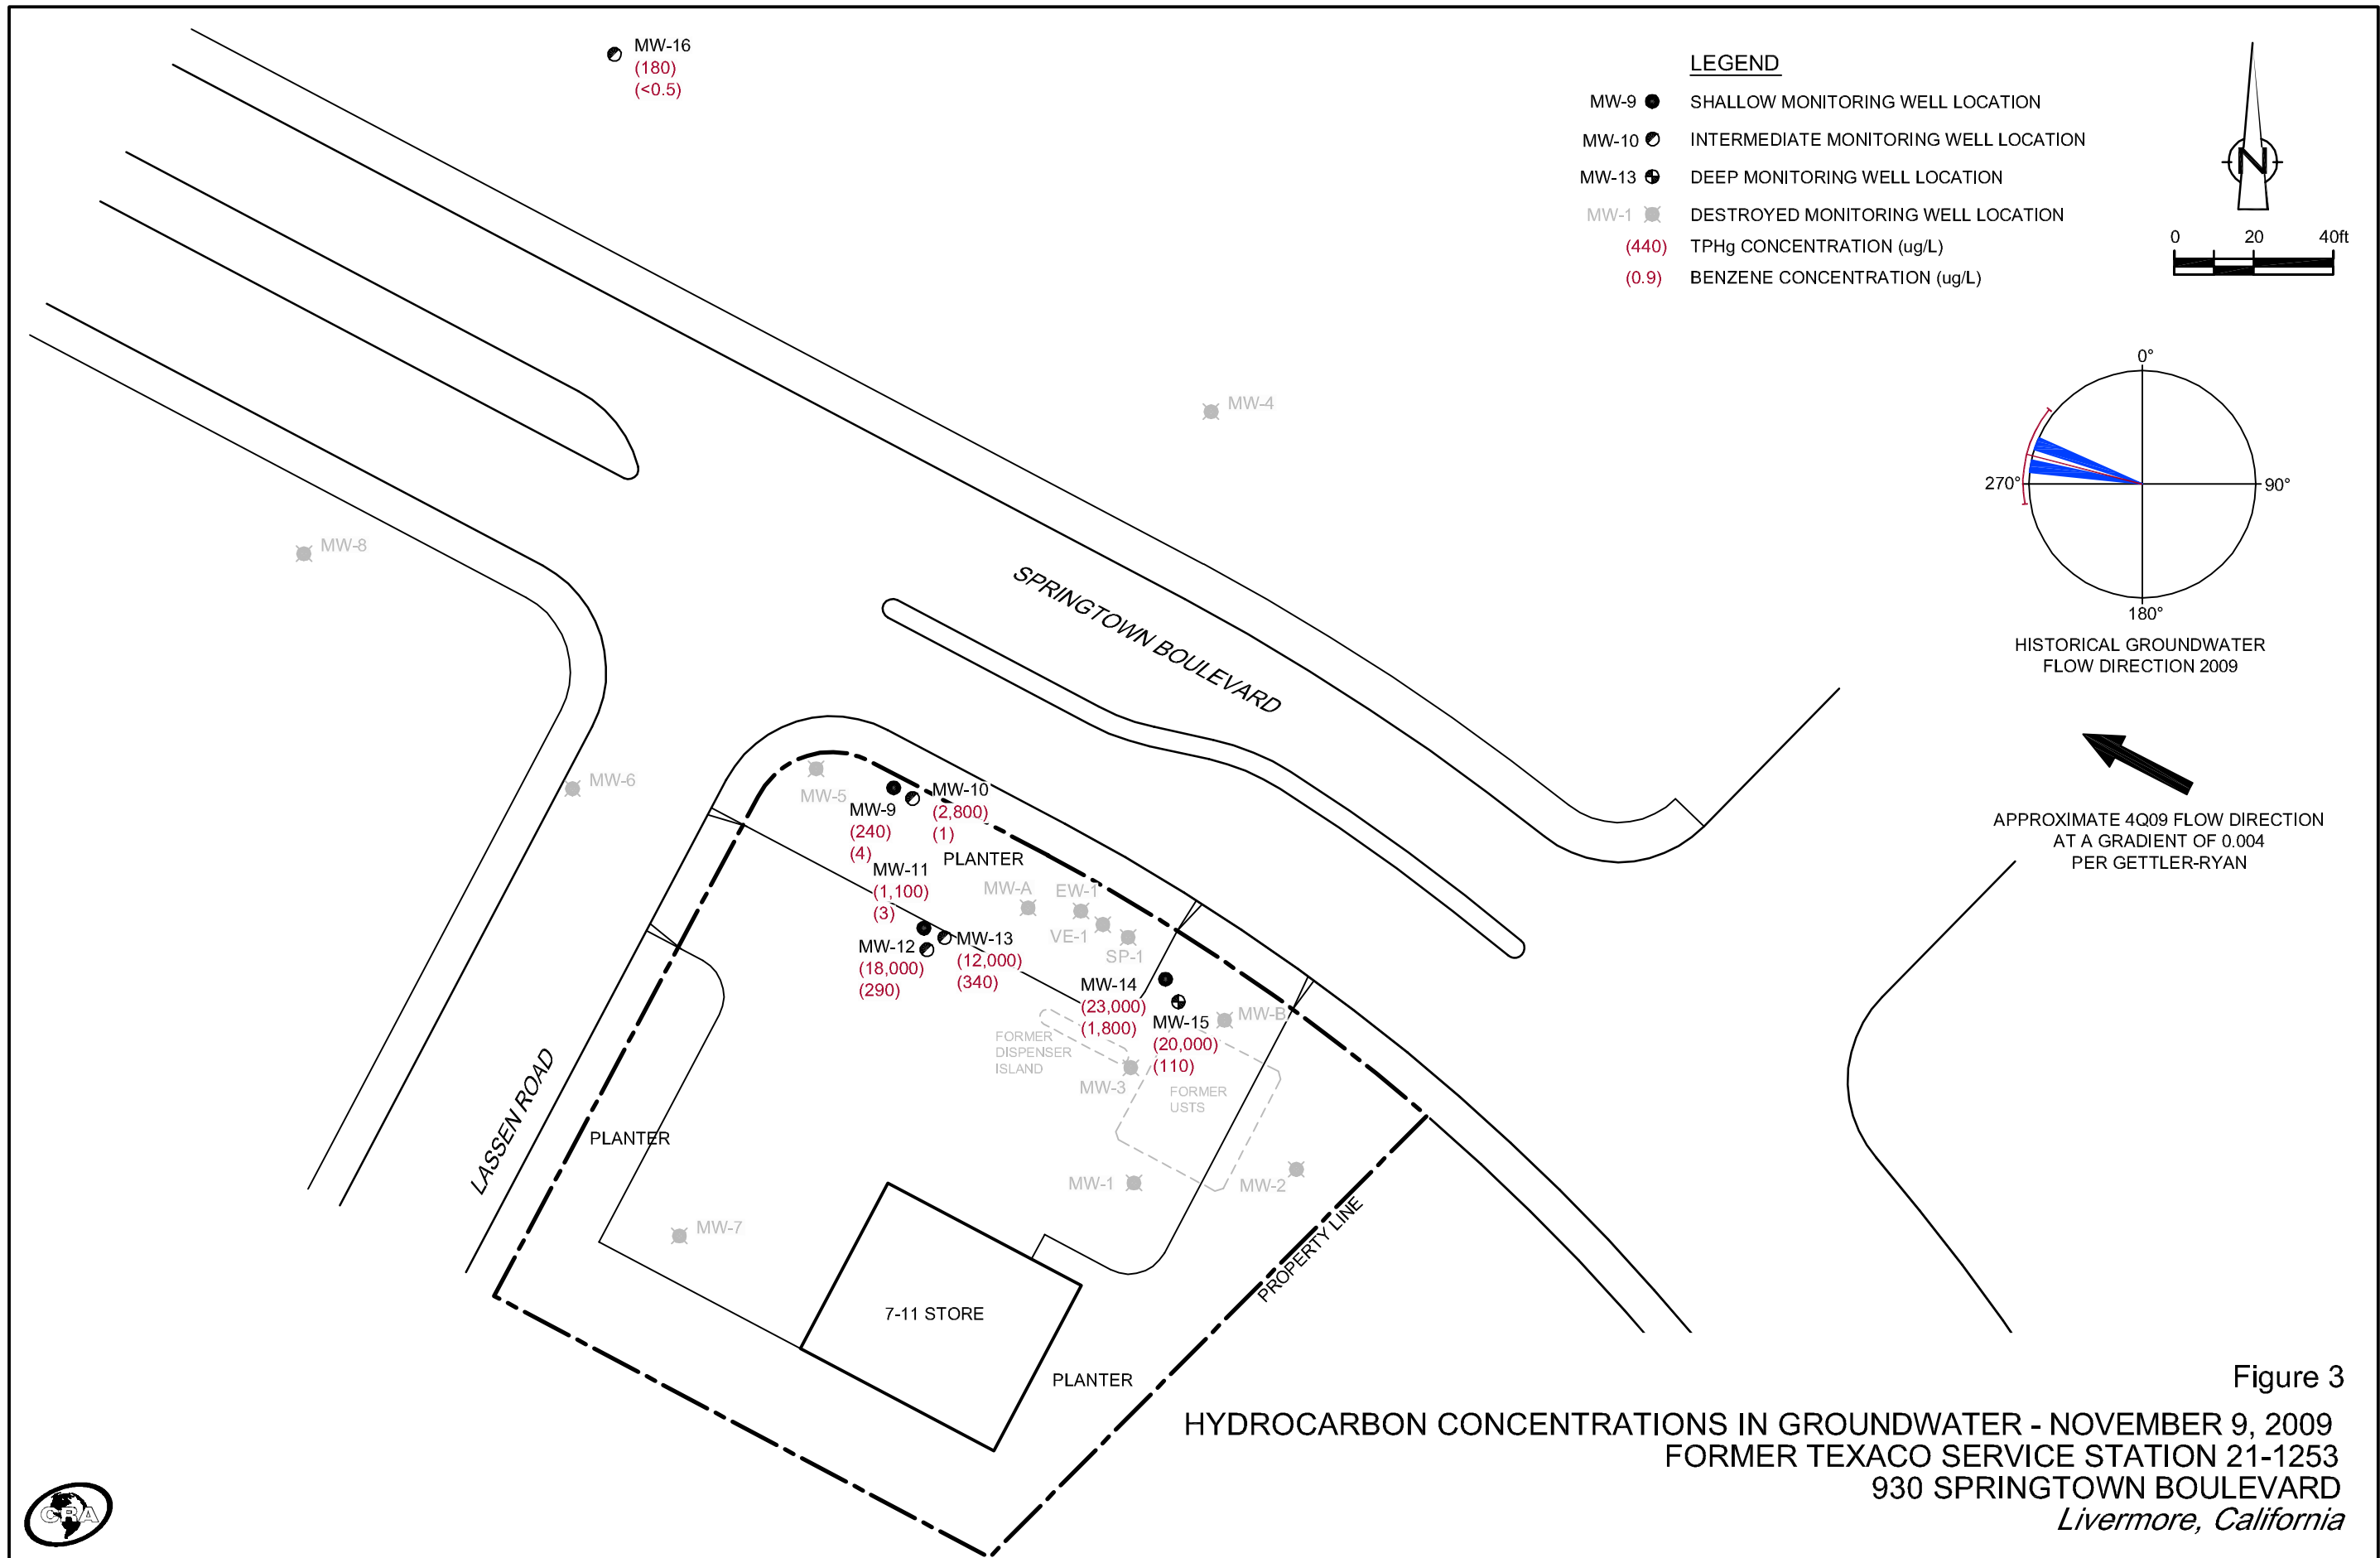 MW-16
(180)
(<0.5)
LEGEND
MW-9 SHALLOW MONITORING WELL LOCATION
MW-10 INTERMEDIATE MONITORING WELL LOCATION
MW-13 DEEP MONITORING WELL LOCATION
MW-1 DESTROYED MONITORING WELL LOCATION
(440) TPHg CONCENTRATION (ug/L)
(0.9) BENZENE CONCENTRATION (ug/L)
N
0 20 40ft
0°
270° 90°
180°
HISTORICAL GROUNDWATER
FLOW DIRECTION 2009
APPROXIMATE 4Q09 FLOW DIRECTION
AT A GRADIENT OF 0.004
PER GETTLER-RYAN
MW-4
MW-8
SPRINGTOWN BOULEVARD
MW-6
MW-5
MW-9
(240)
(4)
MW-10
(2,800)
(1)
PLANTER
MW-11
(1,100)
(3)
MW-A
EW-1
VE-1
SP-1
MW-12
(18,000)
(290)
MW-13
(12,000)
(340)
MW-14
(23,000)
(1,800)
MW-15
(20,000)
(110)
MW-B
FORMER
DISPENSER
ISLAND
MW-3
FORMER
USTS
LASSEN ROAD
PLANTER
MW-1
MW-2
MW-7
PROPERTY LINE
7-11 STORE
PLANTER
Figure 3
HYDROCARBON CONCENTRATIONS IN GROUNDWATER - NOVEMBER 9, 2009
FORMER TEXACO SERVICE STATION 21-1253
930 SPRINGTOWN BOULEVARD
Livermore, California
CRA